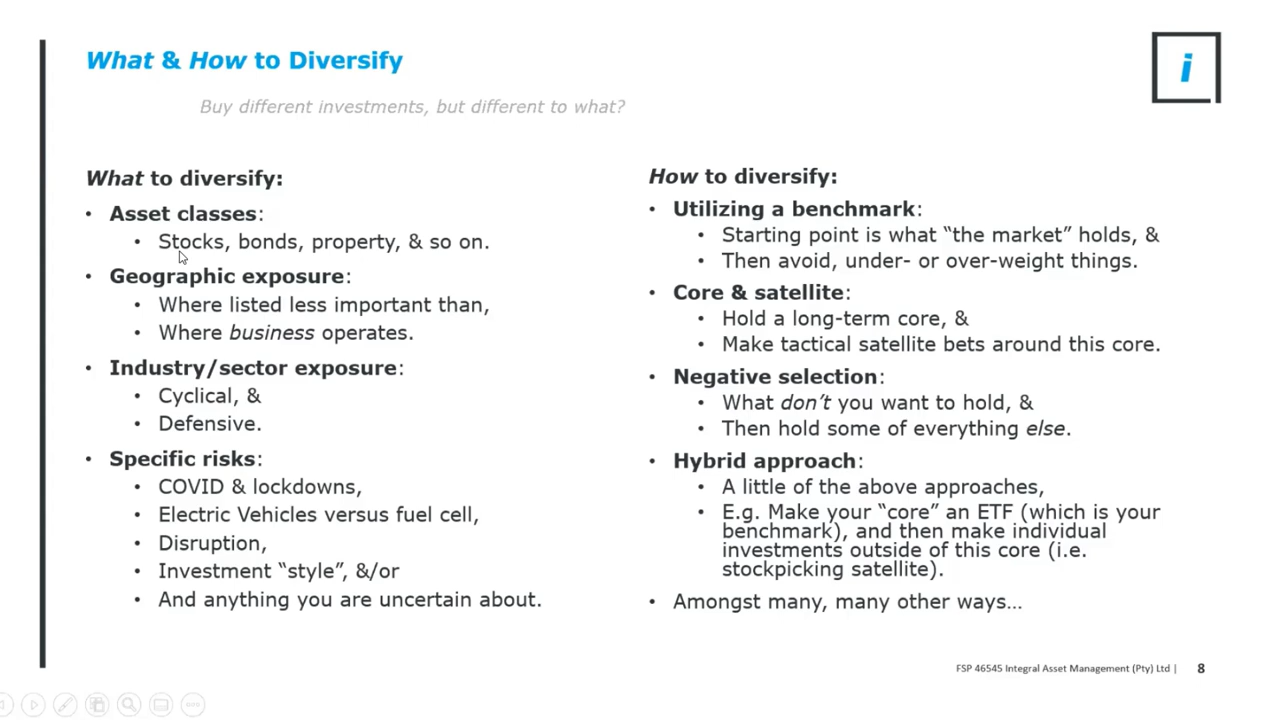 What & How to Diversify
i
Buy different investments, but different to what?
What to diversify:
• Asset classes:
• Stocks, bonds, property, & so on.
• Geographic exposure:
• Where listed less important than,
• Where business operates.
• Industry/sector exposure:
• Cyclical, &
• Defensive.
• Specific risks:
• COVID & lockdowns,
• Electric Vehicles versus fuel cell,
• Disruption,
• Investment “style”, &/or
• And anything you are uncertain about.
How to diversify:
• Utilizing a benchmark:
• Starting point is what “the market” holds, &
• Then avoid, under- or over-weight things.
• Core & satellite:
• Hold a long-term core, &
• Make tactical satellite bets around this core.
• Negative selection:
• What don’t you want to hold, &
• Then hold some of everything else.
• Hybrid approach:
• A little of the above approaches,
• E.g. Make your “core” an ETF (which is your
benchmark), and then make individual
investments outside of this core (i.e.
stockpicking satellite).
• Amongst many, many other ways…
FSP 46545 Integral Asset Management (Pty) Ltd | 8